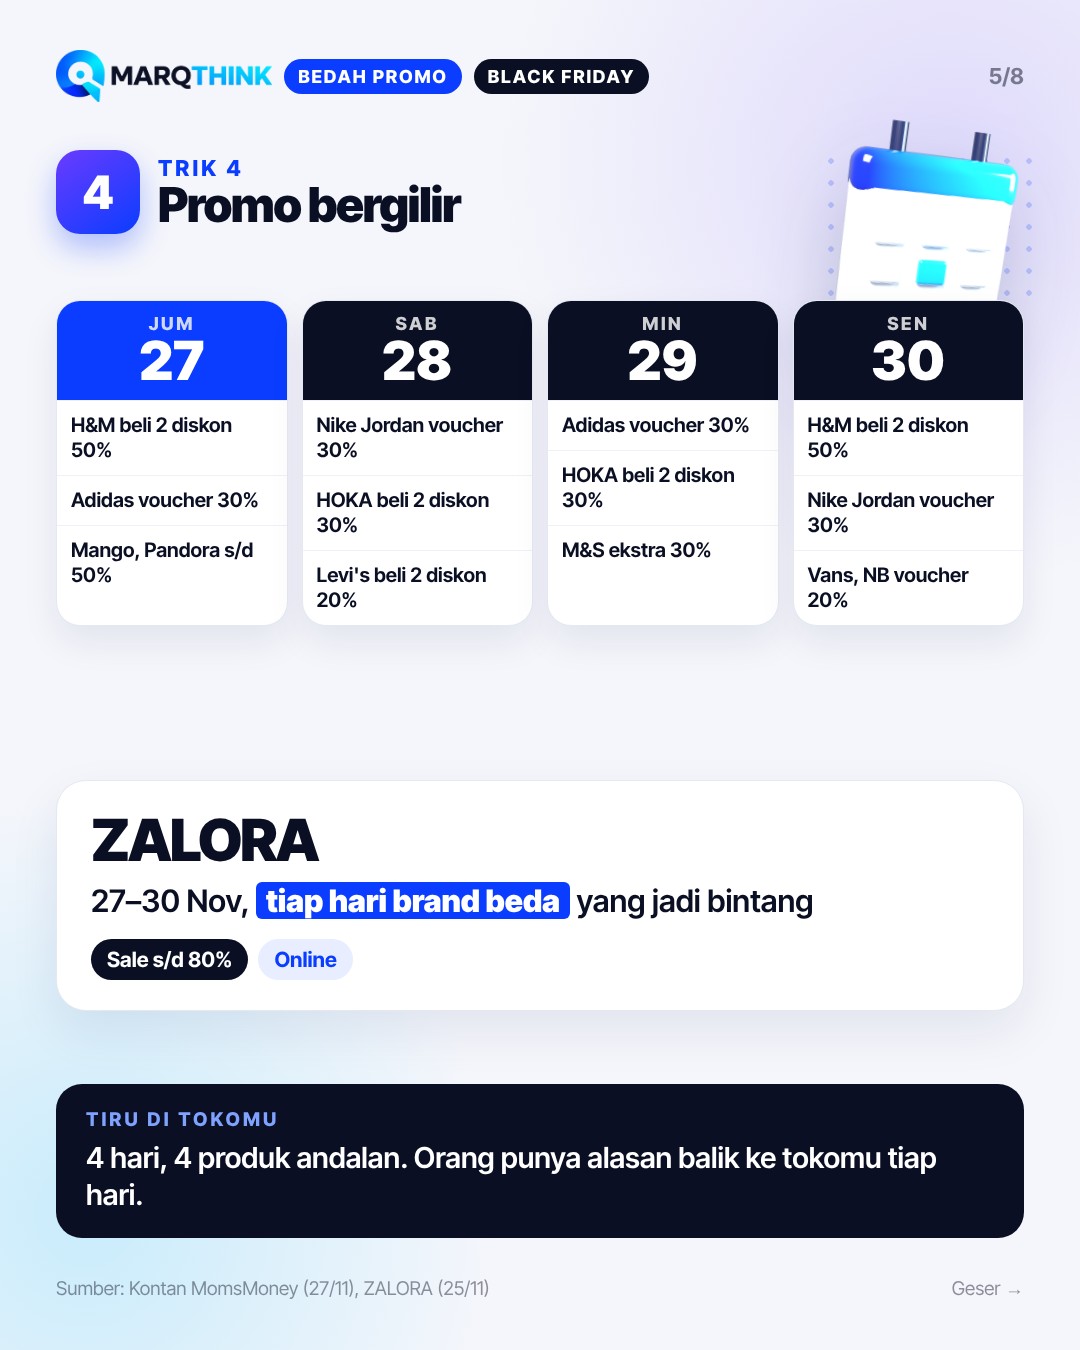 MARQTHINK BEDAH PROMO BLACK FRIDAY 5/8
4
TRIK 4
Promo bergilir
JUM
27
H&M beli 2 diskon
50%
Adidas voucher 30%
Mango, Pandora s/d
50%
SAB
28
Nike Jordan voucher
30%
HOKA beli 2 diskon
30%
Levi's beli 2 diskon
20%
MIN
29
Adidas voucher 30%
HOKA beli 2 diskon
30%
M&S ekstra 30%
SEN
30
H&M beli 2 diskon
50%
Nike Jordan voucher
30%
Vans, NB voucher
20%
ZALORA
27–30 Nov, tiap hari brand beda yang jadi bintang
Sale s/d 80% Online
TIRU DI TOKOMU
4 hari, 4 produk andalan. Orang punya alasan balik ke tokomu tiap
hari.
Sumber: Kontan MomsMoney (27/11), ZALORA (25/11)
Geser →